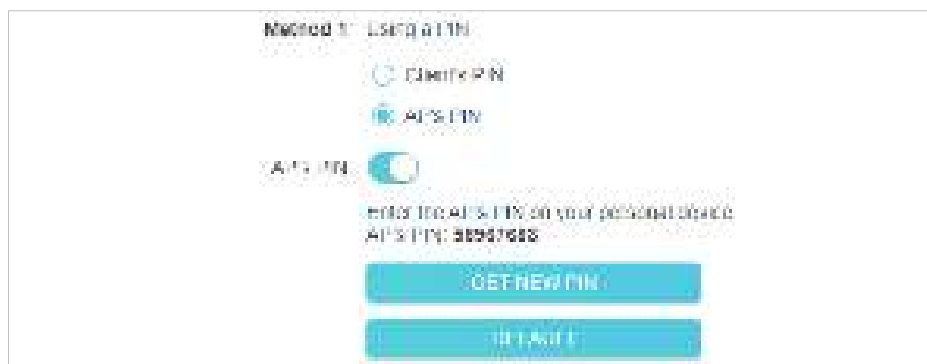 Method 1: Using a PIN
Client's PIN
AP's PIN
AP's PIN
Enter the AP's PIN on your personal device
AP's PIN:
GET NEW PIN
DEFAULT